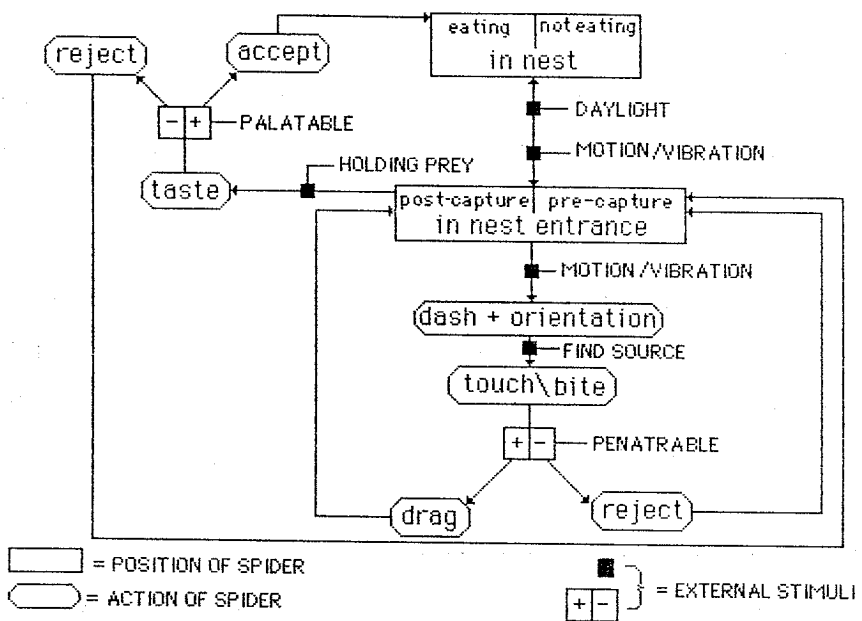 eating not eating
in nest
reject
accept
- +
PALATABLE
DAYLIGHT
MOTION/VIBRATION
HOLDING PREY
taste
post-capture pre-capture
in nest entrance
MOTION/VIBRATION
dash + orientation
FIND SOURCE
touch\bite
+ -
PENATRABLE
drag
reject
= POSITION OF SPIDER
= ACTION OF SPIDER
+ -
= EXTERNAL STIMULI